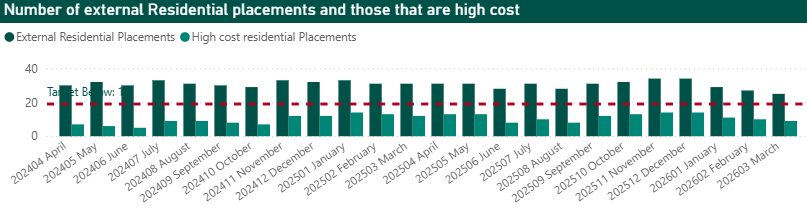 Number of external Residential placements and those that are high cost
External Residential Placements High cost residential Placements
40
Target Below: 1
20
0
202404 April
202405 May
202406 June
202407 July
202408 August
202409 September
202410 October
202411 November
202412 December
202501 January
202502 February
202503 March
202504 April
202505 May
202506 June
202507 July
202508 August
202509 September
202510 October
202511 November
202512 December
202601 January
202602 February
202603 March